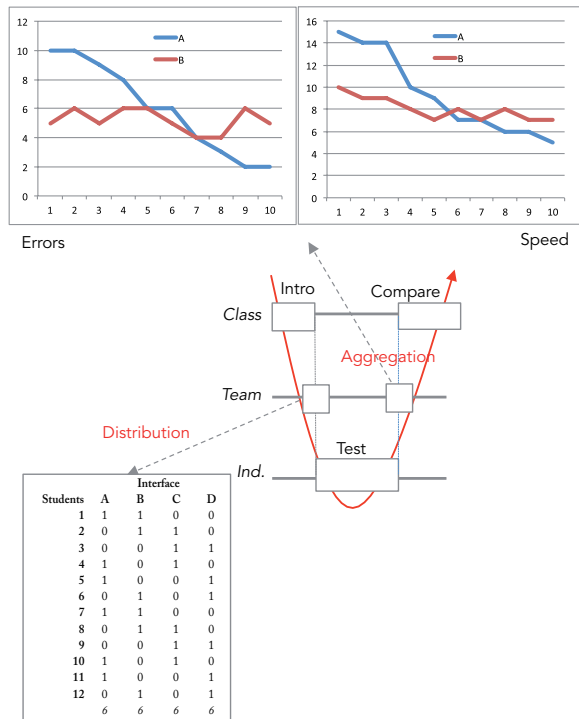 12
10
8
6
4
2
0
A
B
1 2 3 4 5 6 7 8 9 10
16
14
12
10
8
6
4
2
0
A
B
1 2 3 4 5 6 7 8 9 10
Errors
Speed
Intro
Compare
Class
Aggregation
Team
Distribution
Test
Ind.
Interface
Students A B C D
1 1 1 0 0
2 0 1 1 0
3 0 0 1 1
4 1 0 1 0
5 1 0 0 1
6 0 1 0 1
7 1 1 0 0
8 0 1 1 0
9 0 0 1 1
10 1 0 1 0
11 1 0 0 1
12 0 1 0 1
6 6 6 6